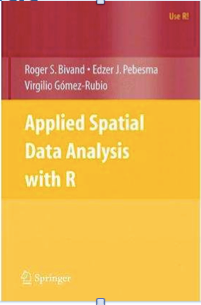 Use R!
Roger S. Bivand • Edzer J. Pebesma
Virgilio Gómez-Rubio
Applied Spatial
Data Analysis
with R
Springer